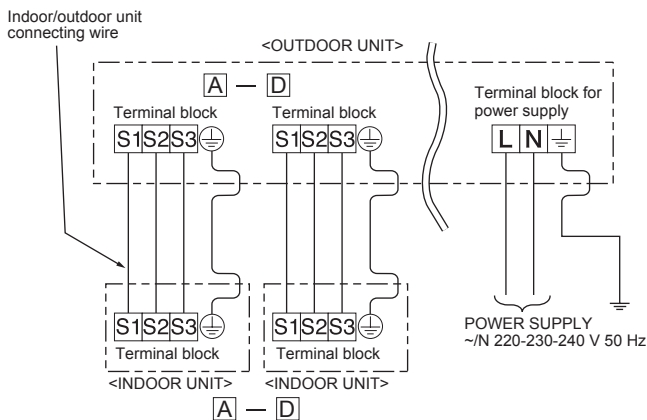 Indoor/outdoor unit
connecting wire
<OUTDOOR UNIT>
A — D
Terminal block
S1 S2 S3
Terminal block
S1 S2 S3
Terminal block for
power supply
L N
S1 S2 S3
Terminal block
<INDOOR UNIT>
S1 S2 S3
Terminal block
<INDOOR UNIT>
A — D
POWER SUPPLY
~/N 220-230-240 V 50 Hz